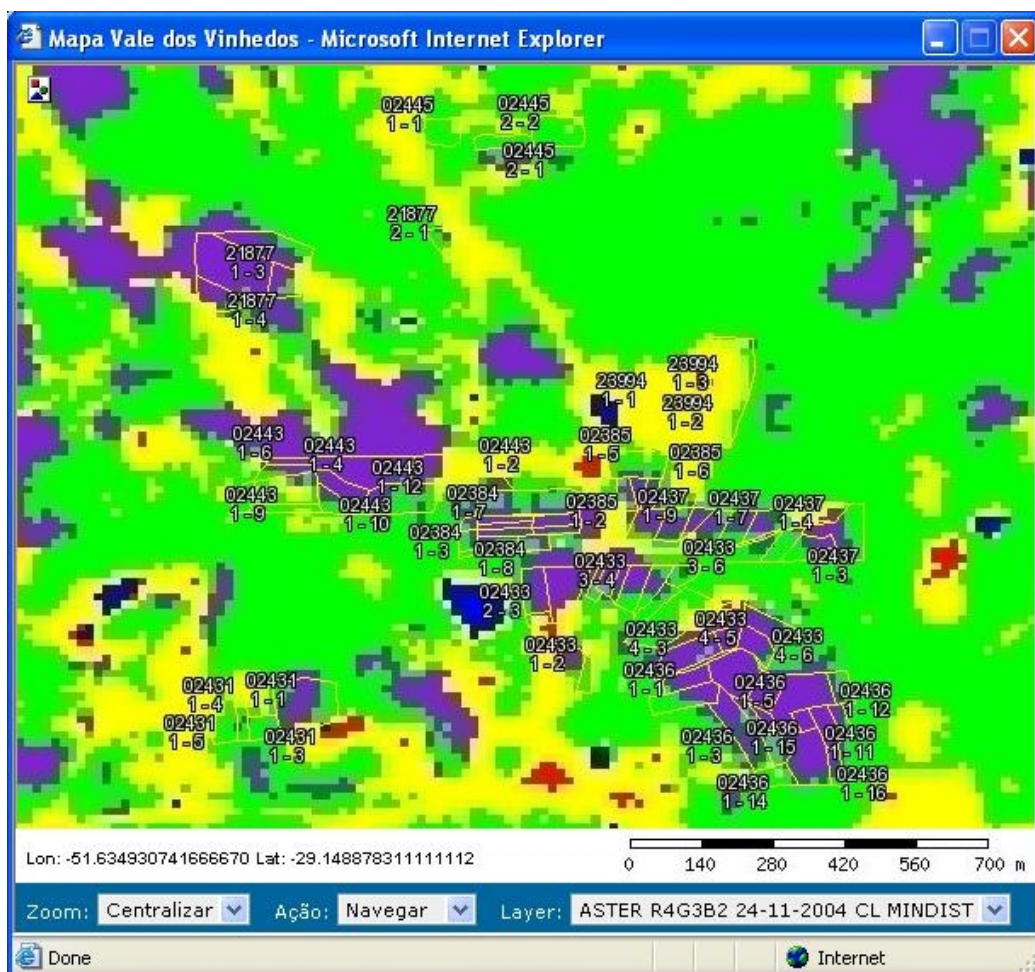 Mapa Vale dos Vinhedos - Microsoft Internet Explorer
02445
1 - 1
02445
2 - 2
02445
2 - 1
21877
2 - 1
21877
1 - 3
21877
1 - 4
23994
1 - 3
23994
1 - 1
23994
1 - 2
02443
1 - 6
02443
1 - 4
02443
1 - 2
02385
1 - 5
02385
1 - 6
02443
1 - 12
02443
1 - 9
02443
1 - 10
02384
1 - 7
02385
1 - 2
02437
1 - 9
02437
1 - 7
02437
1 - 4
02384
1 - 3
02384
1 - 8
02433
3 - 4
02433
3 - 6
02437
1 - 3
02433
2 - 3
02433
1 - 2
02433
4 - 3
02433
4 - 5
02433
4 - 6
02436
1 - 1
02436
1 - 5
02436
1 - 12
02431
1 - 4
02431
1 - 1
02431
1 - 5
02431
1 - 3
02436
1 - 3
02436
1 - 15
02436
1 - 11
02436
1 - 14
02436
1 - 16
Lon: -51.634930741666670 Lat: -29.148878311111112
0 140 280 420 560 700 m
Zoom: Centralizar Ação: Navegar Layer: ASTER R4G3B2 24-11-2004 CL MINDIST
Done Internet